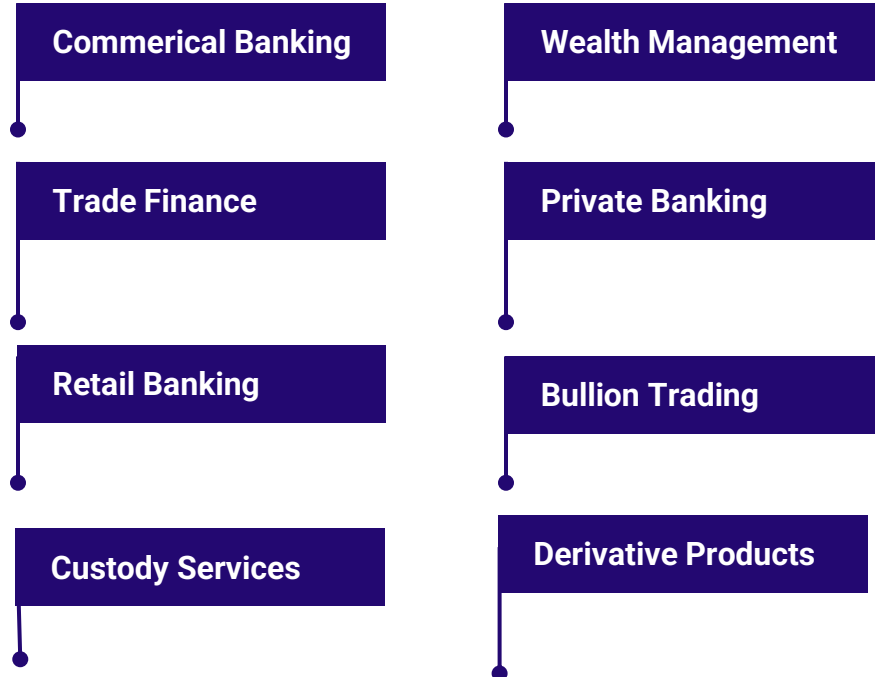 Commerical Banking
Wealth Management
Trade Finance
Private Banking
Retail Banking
Bullion Trading
Custody Services
Derivative Products